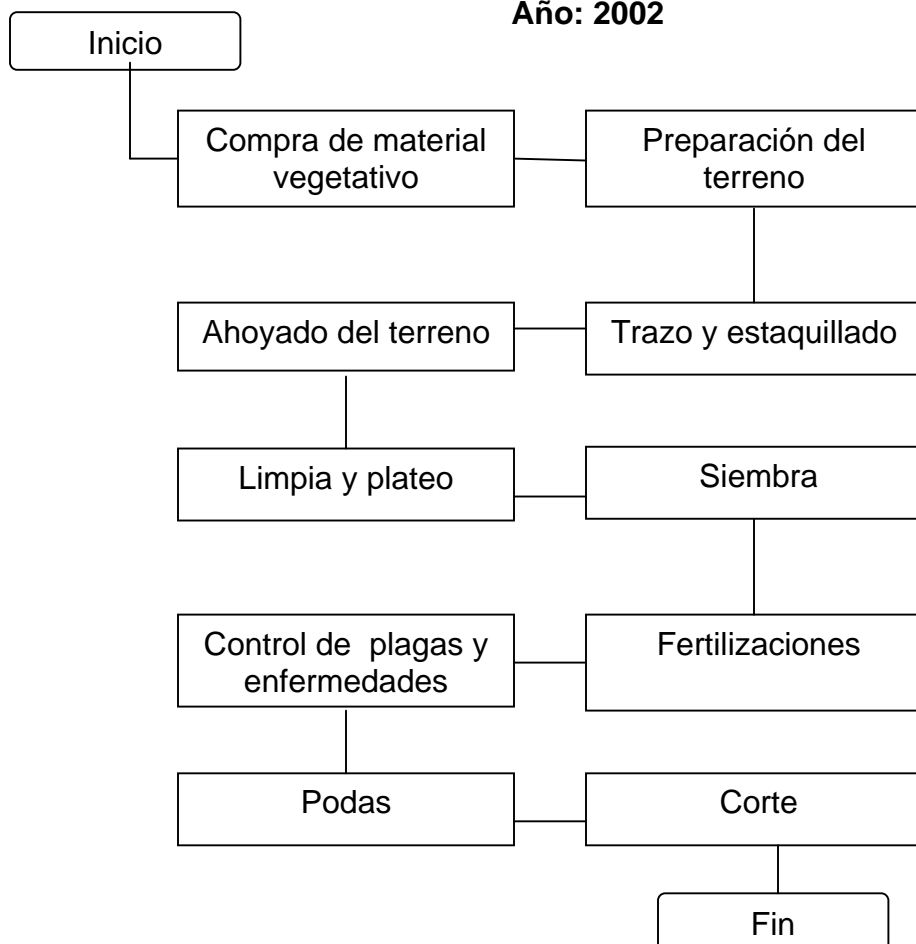 Año: 2002
Inicio
Compra de material
vegetativo
Preparación del
terreno
Ahoyado del terreno
Trazo y estaquillado
Limpia y plateo
Siembra
Control de  plagas y
enfermedades
Fertilizaciones
Podas
Corte
Fin